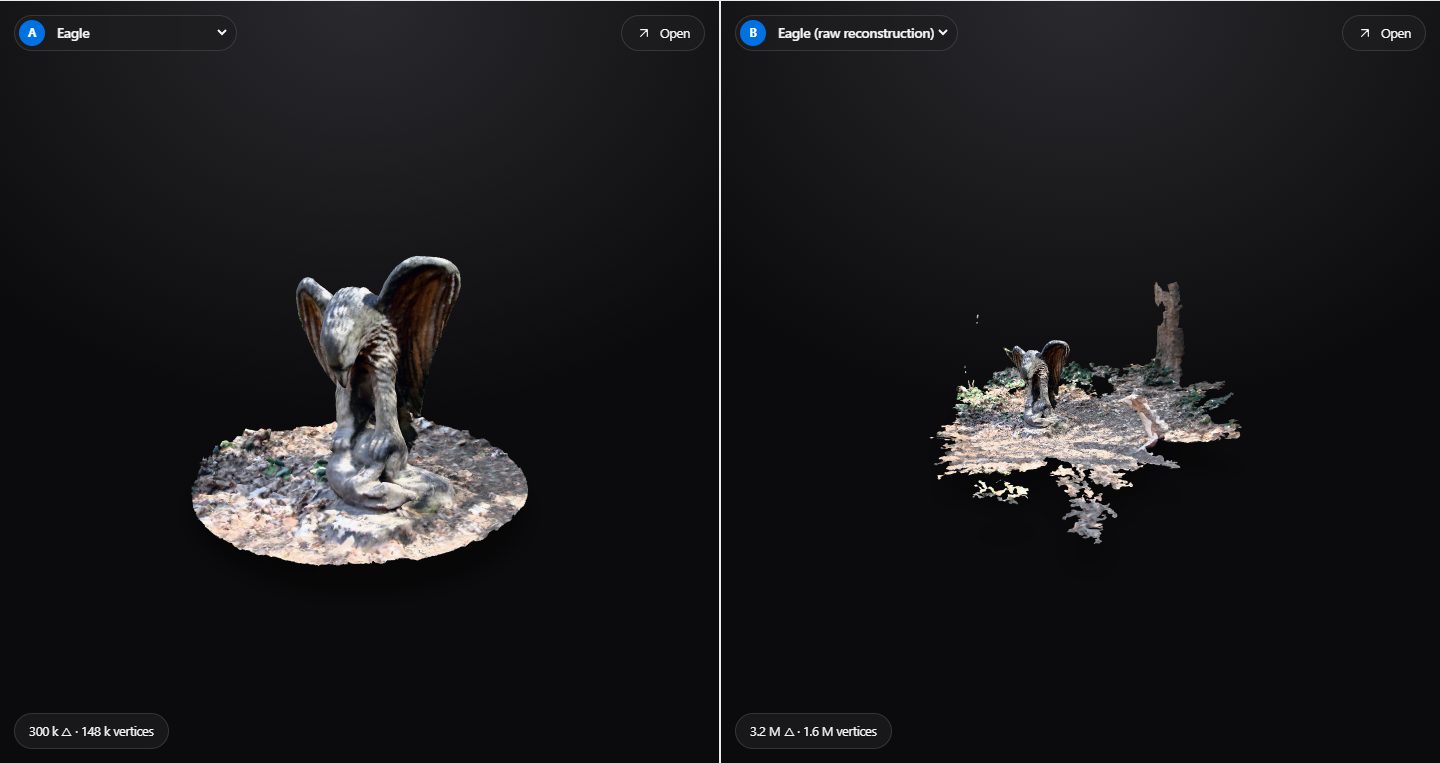 A Eagle
Open
B Eagle (raw reconstruction)
Open
300 k △ · 148 k vertices
3.2 M △ · 1.6 M vertices